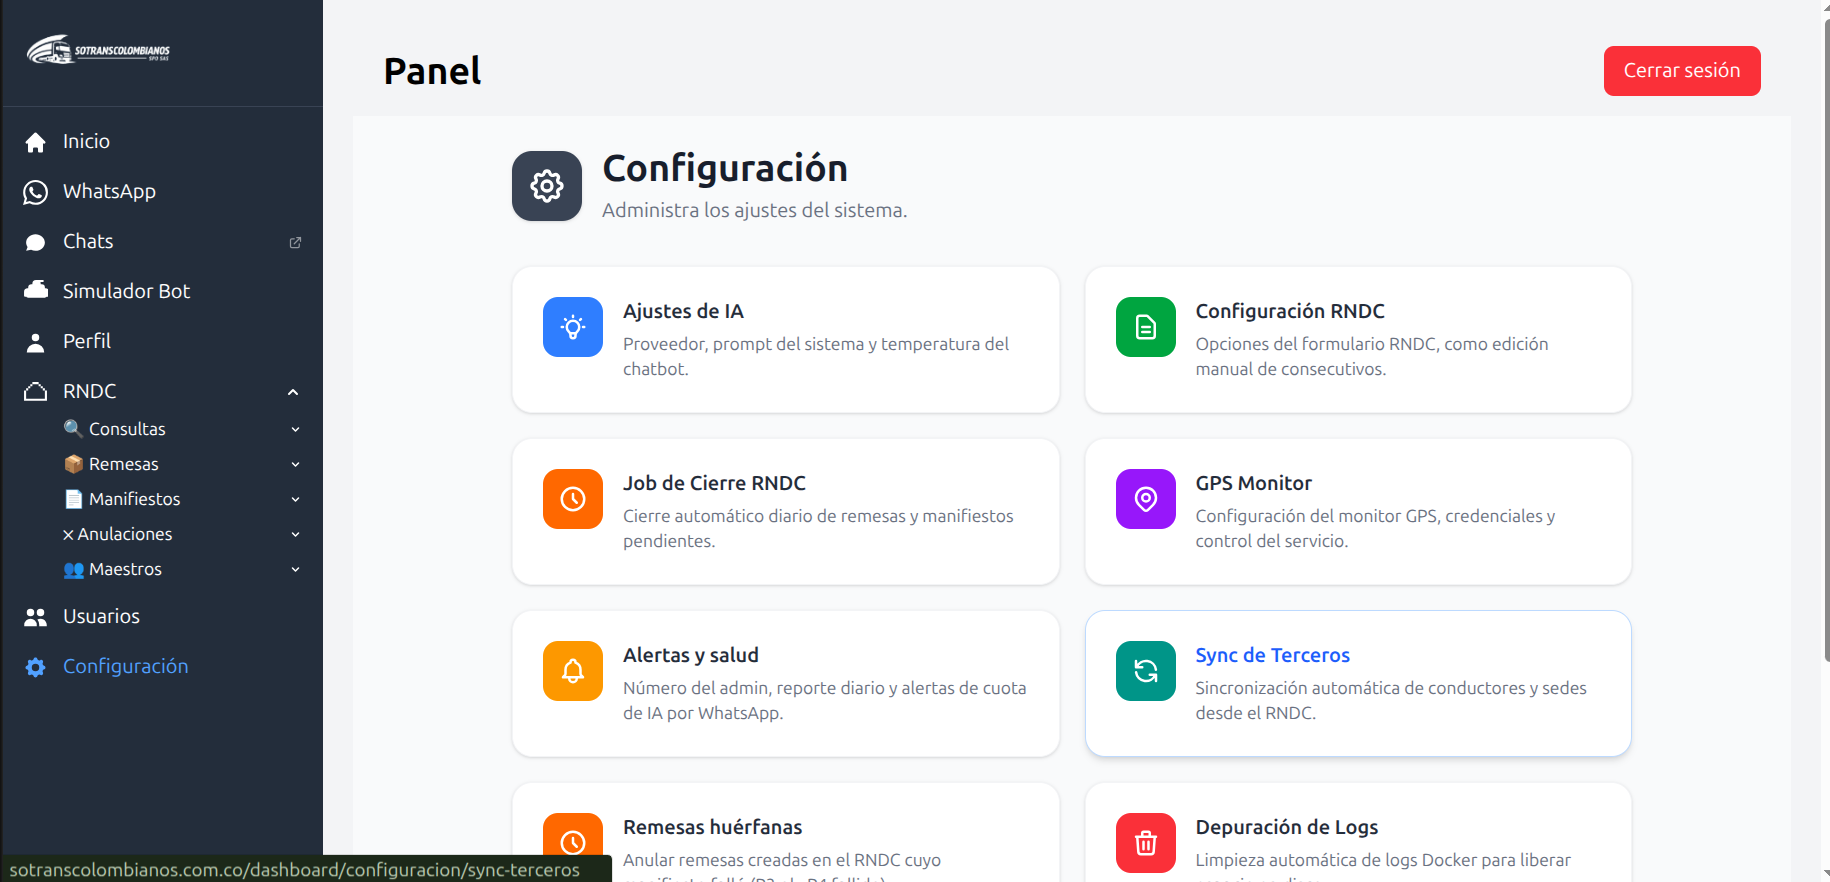 SOTRANSCOLOMBIANOS
SPO SAS
Inicio
WhatsApp
Chats
Simulador Bot
Perfil
RNDC
🔍 Consultas
📦 Remesas
📄 Manifiestos
× Anulaciones
👥 Maestros
Usuarios
Configuración
Panel
Cerrar sesión
Configuración
Administra los ajustes del sistema.
Ajustes de IA
Proveedor, prompt del sistema y temperatura del
chatbot.
Configuración RNDC
Opciones del formulario RNDC, como edición
manual de consecutivos.
Job de Cierre RNDC
Cierre automático diario de remesas y manifiestos
pendientes.
GPS Monitor
Configuración del monitor GPS, credenciales y
control del servicio.
Alertas y salud
Número del admin, reporte diario y alertas de cuota
de IA por WhatsApp.
Sync de Terceros
Sincronización automática de conductores y sedes
desde el RNDC.
Remesas huérfanas
Anular remesas creadas en el RNDC cuyo
Depuración de Logs
Limpieza automática de logs Docker para liberar
sotranscolombianos.com.co/dashboard/configuracion/sync-terceros